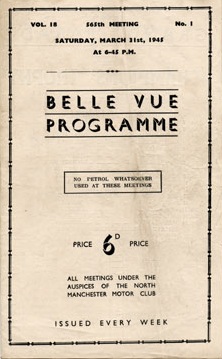 VOL. 18 565th MEETING No. 1
SATURDAY, MARCH 31st, 1945
At 6-45 P.M.
BELLE VUE
PROGRAMME
NO PETROL WHATSOEVER
USED AT THESE MEETINGS
PRICE 6D PRICE
ALL MEETINGS UNDER THE
AUSPICES OF THE NORTH
MANCHESTER MOTOR CLUB
ISSUED EVERY WEEK